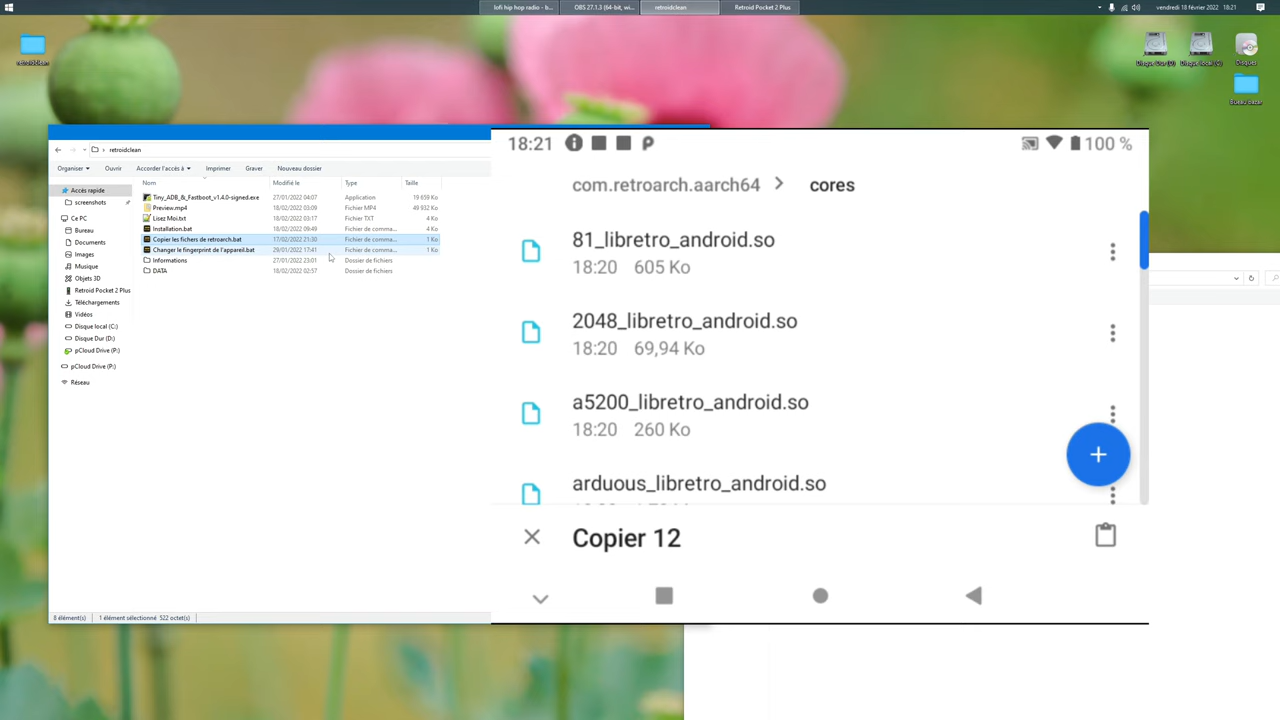 lofi hip hop radio - b...
OBS 27.1.3 (64-bit, wi...
retroidclean
Retroid Pocket 2 Plus
vendredi 18 février 2022
18:21
retroidclean
Disque Dur (D:)
Disque local (C:)
Disques
retroidclean
Organiser
Ouvrir
Accorder l'accès à
Imprimer
Graver
Nouveau dossier
Nom
Modifié le
Type
Taille
Accès rapide
screenshots
Ce PC
Bureau
Documents
Images
Musique
Objets 3D
Retroid Pocket 2 Plus
Téléchargements
Vidéos
Disque local (C:)
Disque Dur (D:)
pCloud Drive (P:)
pCloud Drive (P:)
Réseau
Tiny_ADB_&_Fastboot_v1.4.0-signed.exe 27/01/2022 04:07 Application 19 659 Ko
Preview.mp4 18/02/2022 03:09 Fichier MP4 49 932 Ko
Lisez Moi.txt 18/02/2022 03:17 Fichier TXT 4 Ko
Installation.bat 18/02/2022 09:49 Fichier de comma... 4 Ko
Copier les fichers de retroarch.bat 17/02/2022 21:30 Fichier de comma... 1 Ko
Changer le fingerprint de l'appareil.bat 29/01/2022 17:41 Fichier de comma... 1 Ko
Informations 27/01/2022 23:01 Dossier de fichiers
DATA 18/02/2022 02:57 Dossier de fichiers
8 élément(s)
1 élément sélectionné 522 octet(s)
18:21
100 %
com.retroarch.aarch64
cores
81_libretro_android.so
18:20 605 Ko
2048_libretro_android.so
18:20 69,94 Ko
a5200_libretro_android.so
18:20 260 Ko
arduous_libretro_android.so
Copier 12